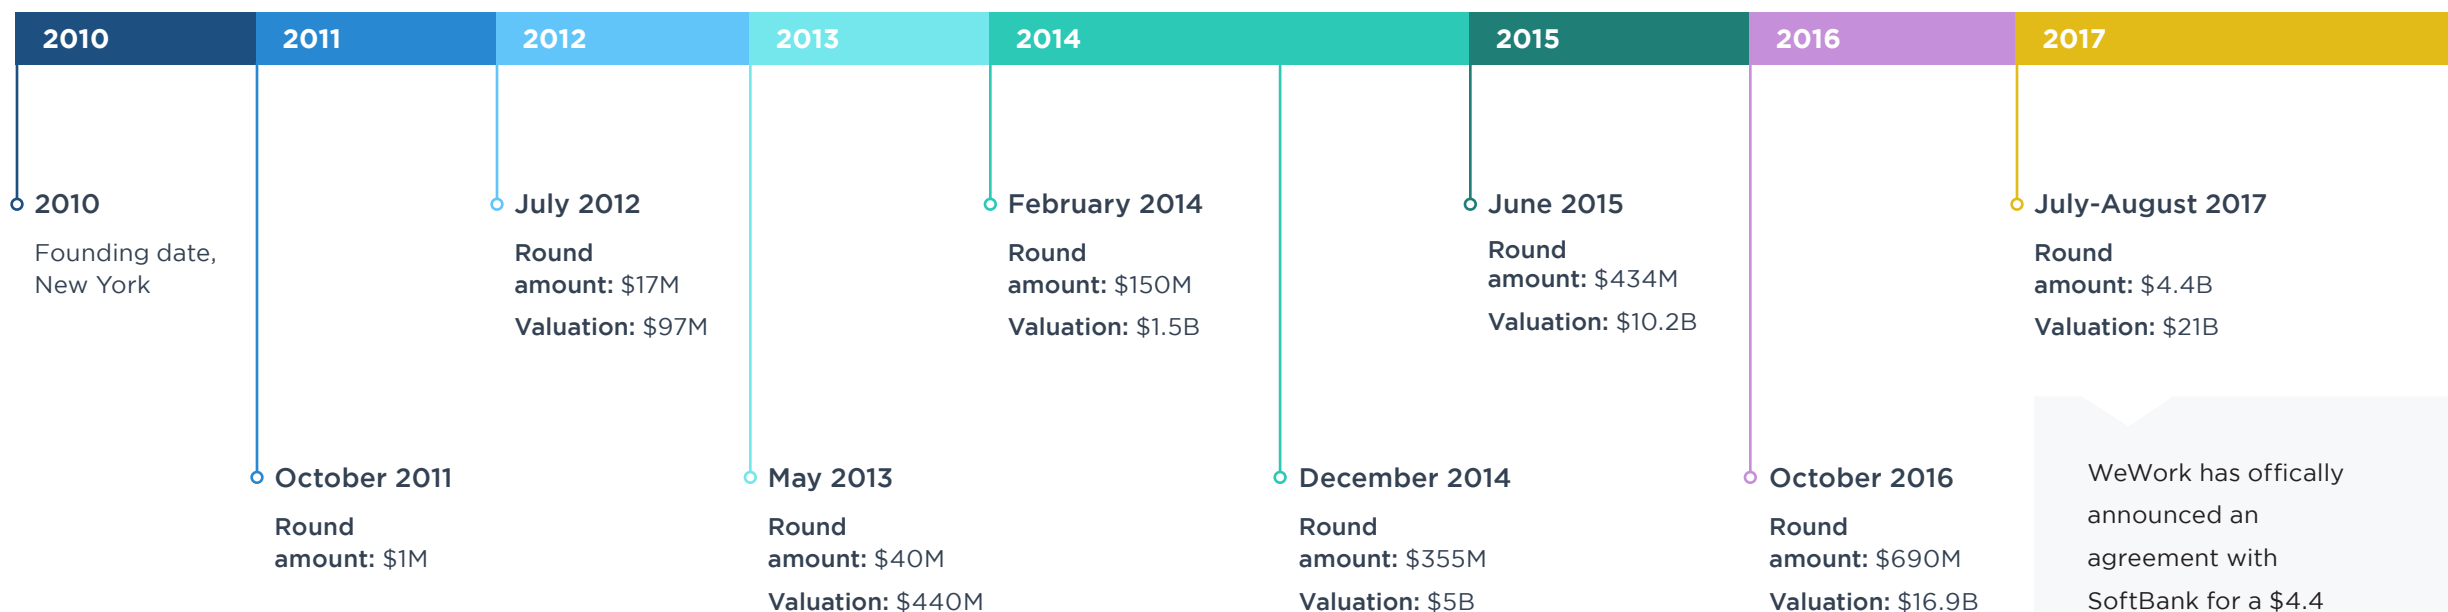 2010
2011
2012
2013
2014
2015
2016
2017
2010
Founding date,
New York
October 2011
Round
amount: $1M
July 2012
Round
amount: $17M
Valuation: $97M
May 2013
Round
amount: $40M
Valuation: $440M
February 2014
Round
amount: $150M
Valuation: $1.5B
December 2014
Round
amount: $355M
Valuation: $5B
June 2015
Round
amount: $434M
Valuation: $10.2B
October 2016
Round
amount: $690M
Valuation: $16.9B
July-August 2017
Round
amount: $4.4B
Valuation: $21B
WeWork has offically
announced an
agreement with
SoftBank for a $4.4